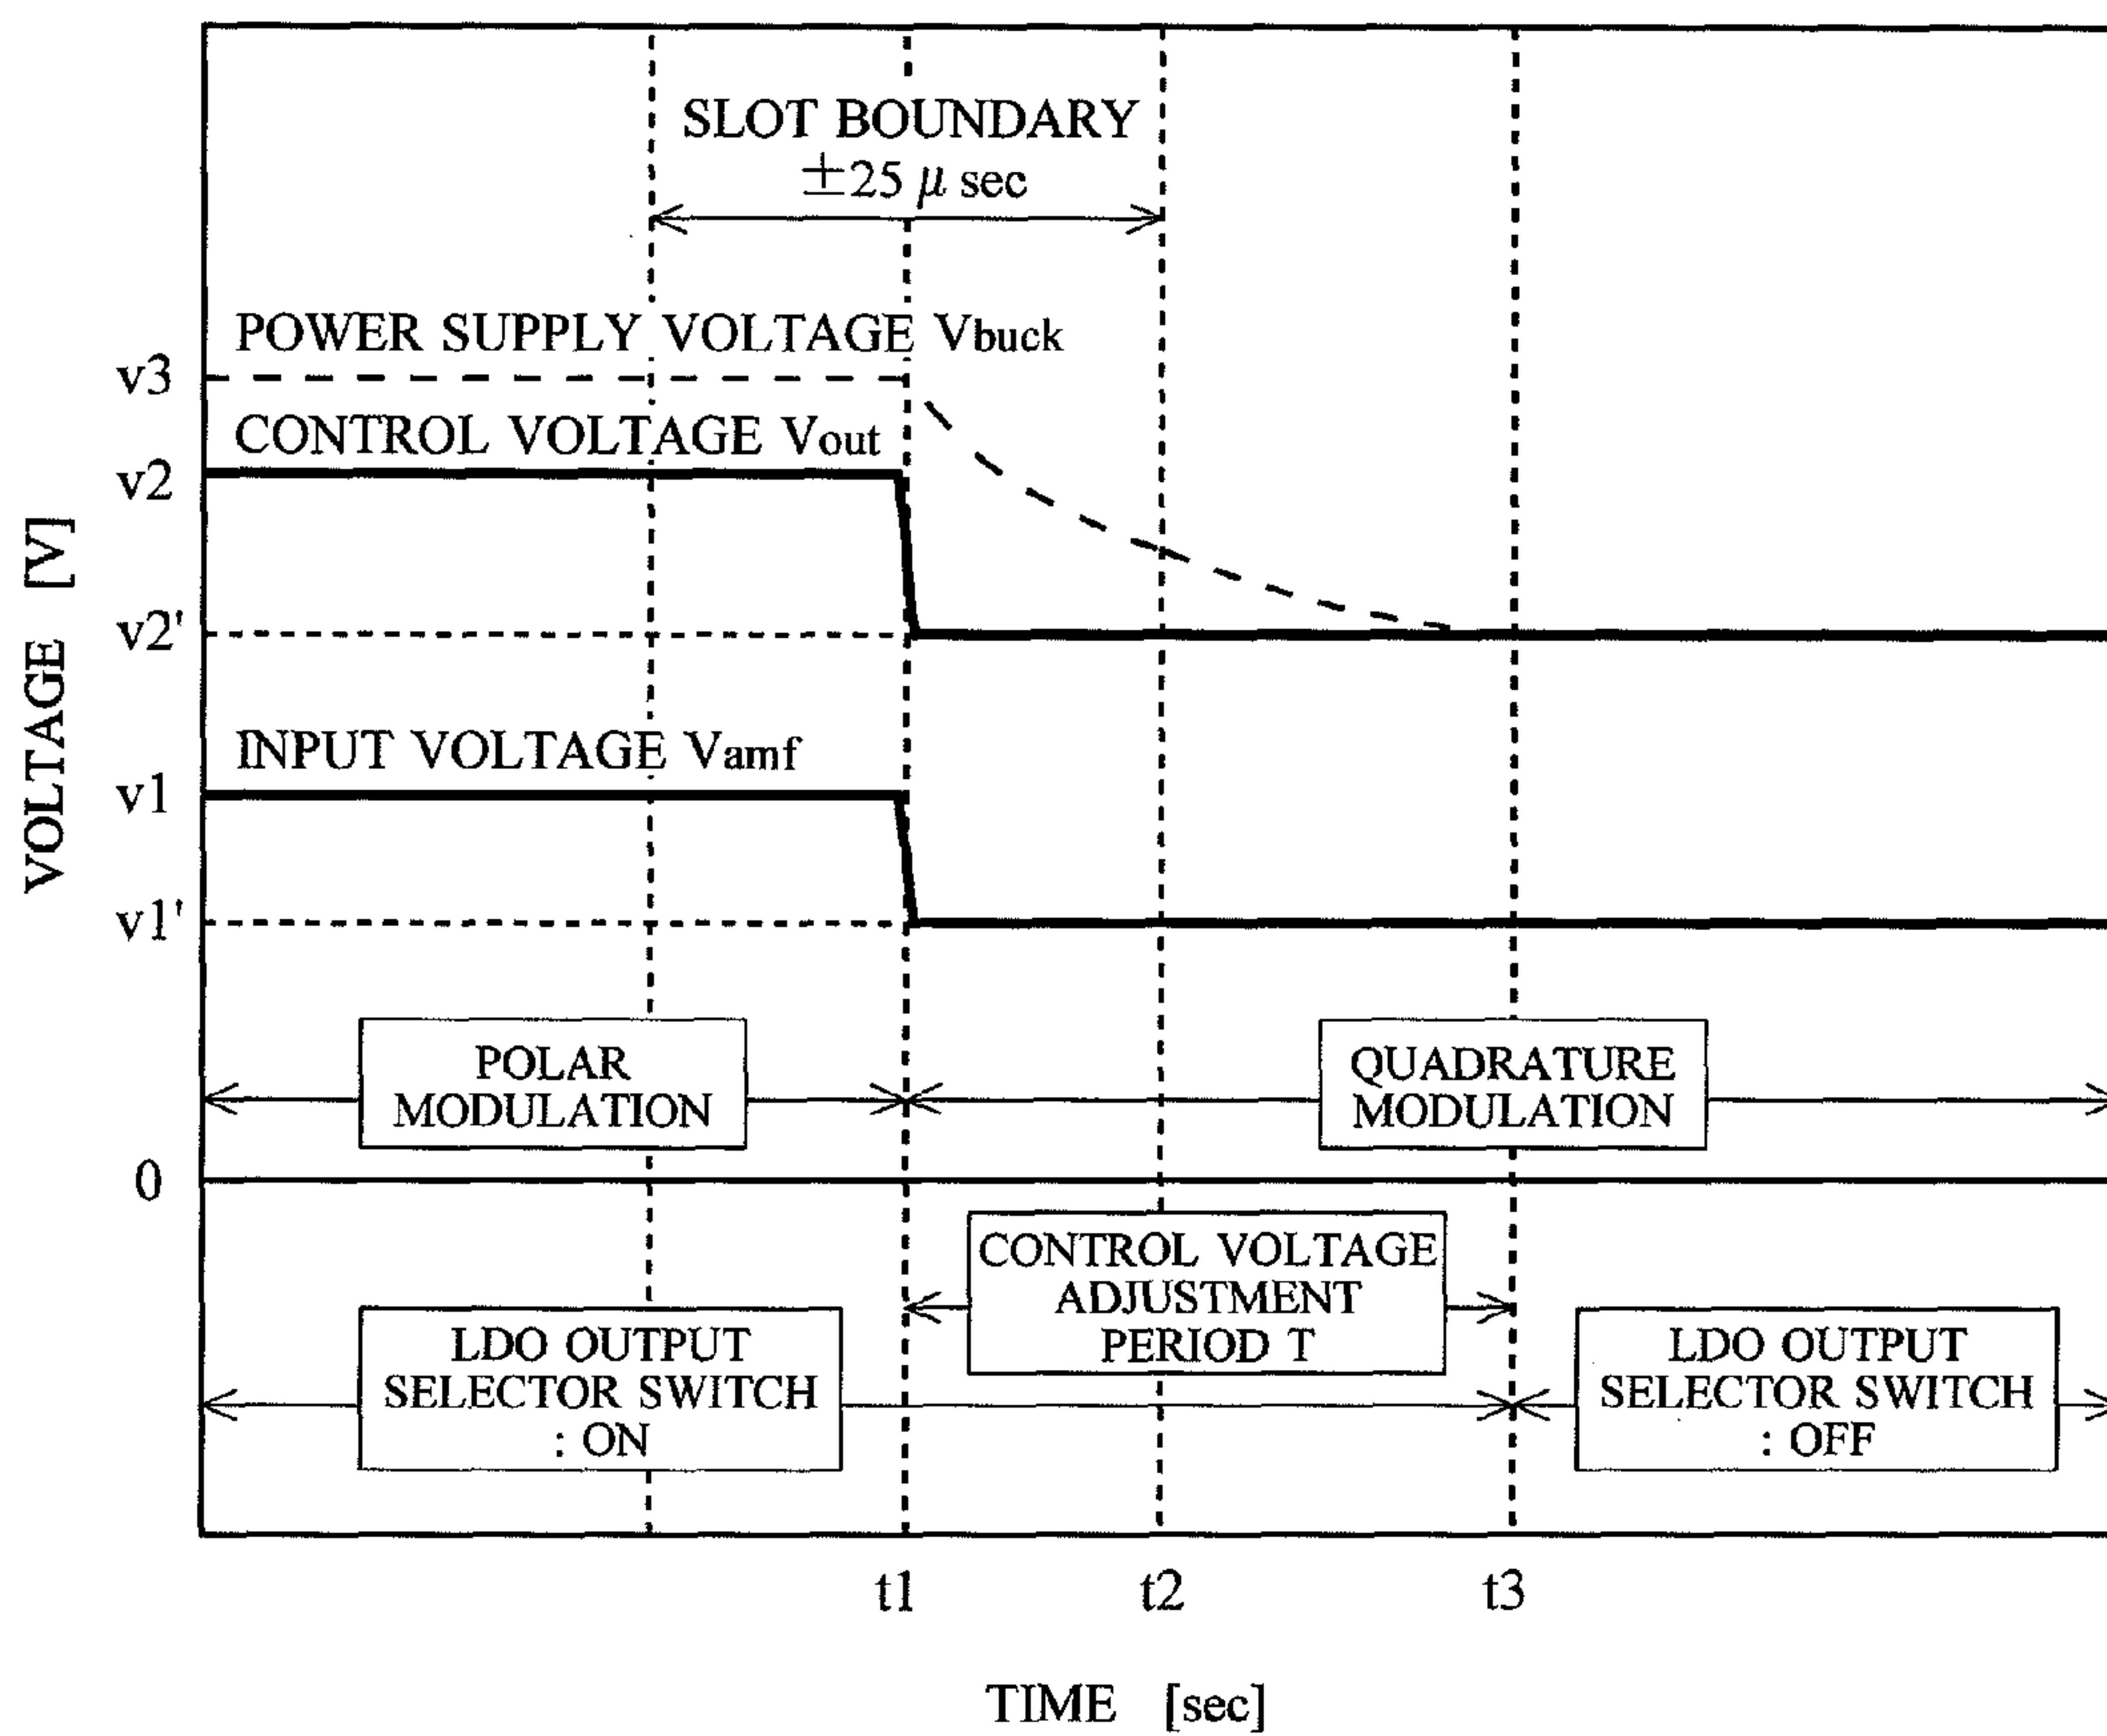 SLOT BOUNDARY
±25 μ sec
POWER SUPPLY VOLTAGE Vbuck
v3
CONTROL VOLTAGE Vout
v2
VOLTAGE [V]
v2'
INPUT VOLTAGE Vamf
v1
v1'
POLAR
MODULATION
QUADRATURE
MODULATION
0
CONTROL VOLTAGE
ADJUSTMENT
PERIOD T
LDO OUTPUT
SELECTOR SWITCH
: ON
LDO OUTPUT
SELECTOR SWITCH
: OFF
t1
t2
t3
TIME [sec]